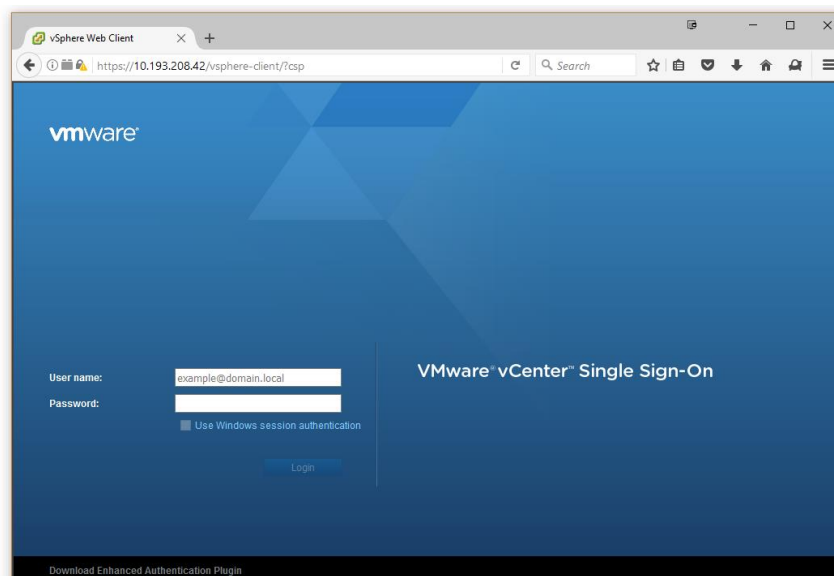 vSphere Web Client
https://10.193.208.42/vsphere-client/?csp
Search
vmware®
User name:
example@domain.local
VMware® vCenter™ Single Sign-On
Password:
Use Windows session authentication
Login
Download Enhanced Authentication Plugin